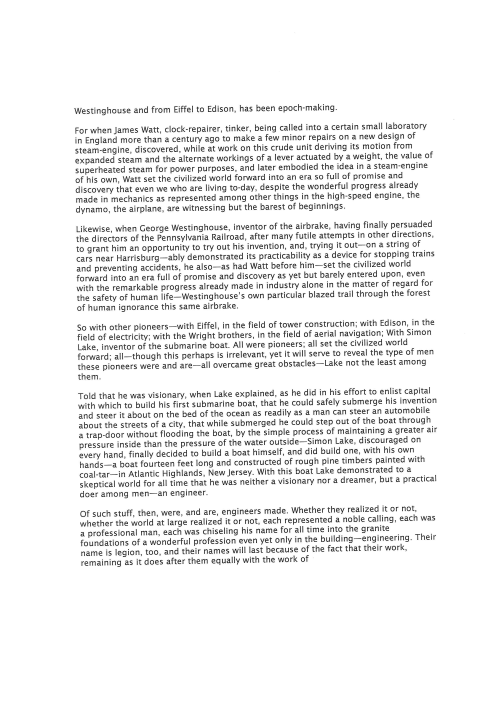 Westinghouse and from Eiffel to Edison, has been epoch-making.
For when James Watt, clock-repairer, tinker, being called into a certain small laboratory
in England more than a century ago to make a few minor repairs on a new design of
steam-engine, discovered, while at work on this crude unit deriving its motion from
expanded steam and the alternate workings of a lever actuated by a weight, the value of
superheated steam for power purposes, and later embodied the idea in a steam-engine
of his own, Watt set the civilized world forward into an era so full of promise and
discovery that even we who are living to-day, despite the wonderful progress already
made in mechanics as represented among other things in the high-speed engine, the
dynamo, the airplane, are witnessing but the barest of beginnings.
Likewise, when George Westinghouse, inventor of the airbrake, having finally persuaded
the directors of the Pennsylvania Railroad, after many futile attempts in other directions,
to grant him an opportunity to try out his invention, and, trying it out—on a string of
cars near Harrisburg—ably demonstrated its practicability as a device for stopping trains
and preventing accidents, he also—as had Watt before him—set the civilized world
forward into an era full of promise and discovery as yet but barely entered upon, even
with the remarkable progress already made in industry alone in the matter of regard for
the safety of human life—Westinghouse's own particular blazed trail through the forest
of human ignorance this same airbrake.
So with other pioneers—with Eiffel, in the field of tower construction; with Edison, in the
field of electricity; with the Wright brothers, in the field of aerial navigation; With Simon
Lake, inventor of the submarine boat. All were pioneers; all set the civilized world
forward; all—though this perhaps is irrelevant, yet it will serve to reveal the type of men
these pioneers were and are—all overcame great obstacles—Lake not the least among
them.
Told that he was visionary, when Lake explained, as he did in his effort to enlist capital
with which to build his first submarine boat, that he could safely submerge his invention
and steer it about on the bed of the ocean as readily as a man can steer an automobile
about the streets of a city, that while submerged he could step out of the boat through
a trap-door without flooding the boat, by the simple process of maintaining a greater air
pressure inside than the pressure of the water outside—Simon Lake, discouraged on
every hand, finally decided to build a boat himself, and did build one, with his own
hands—a boat fourteen feet long and constructed of rough pine timbers painted with
coal-tar—in Atlantic Highlands, New Jersey. With this boat Lake demonstrated to a
skeptical world for all time that he was neither a visionary nor a dreamer, but a practical
doer among men—an engineer.
Of such stuff, then, were, and are, engineers made. Whether they realized it or not,
whether the world at large realized it or not, each represented a noble calling, each was
a professional man, each was chiseling his name for all time into the granite
foundations of a wonderful profession even yet only in the building—engineering. Their
name is legion, too, and their names will last because of the fact that their work,
remaining as it does after them equally with the work of